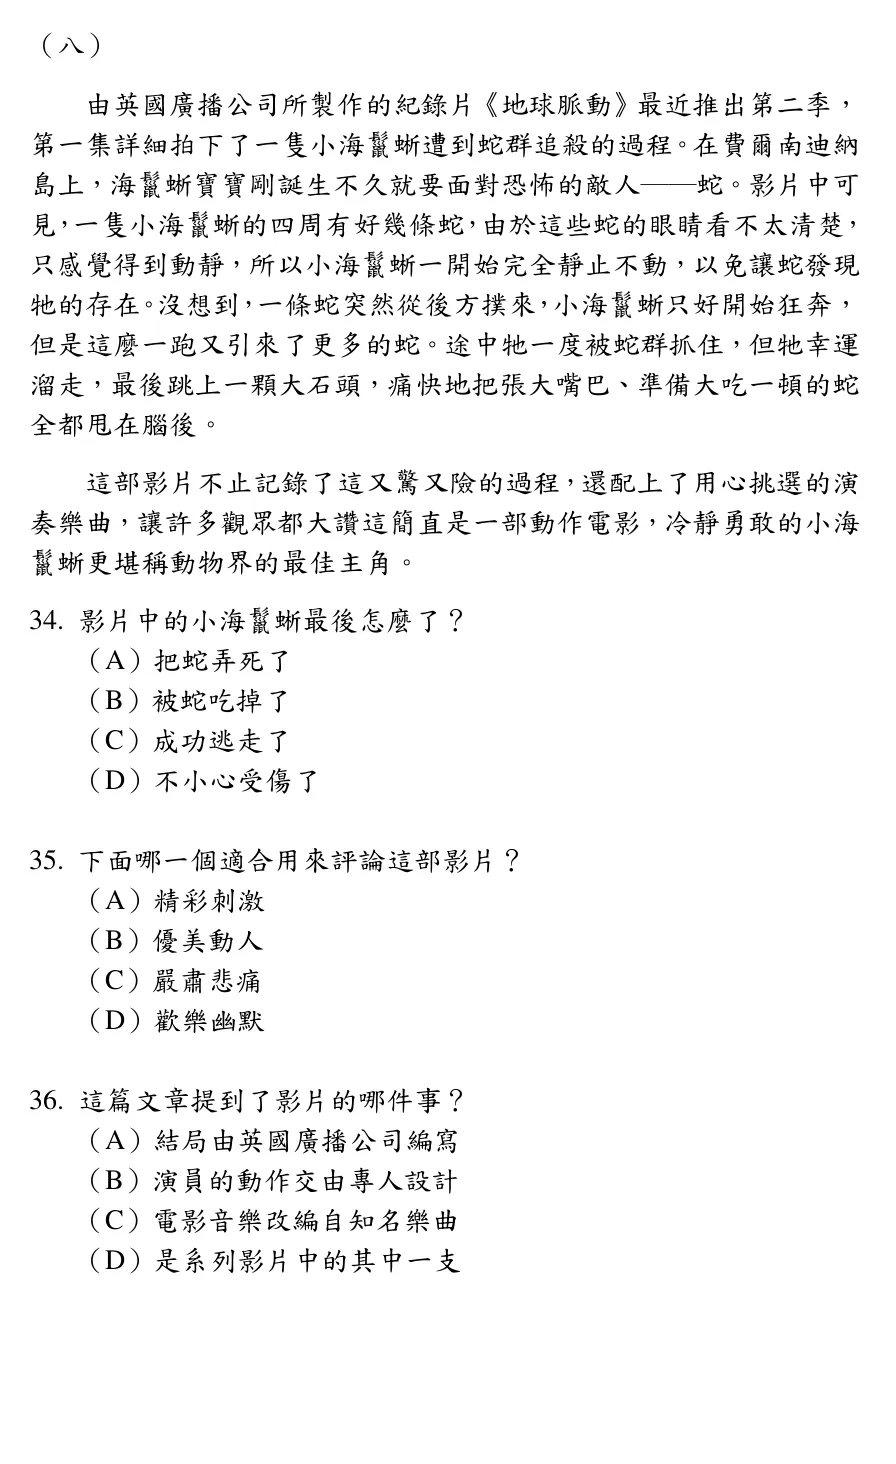 （八）
由英國廣播公司所製作的紀錄片《地球脈動》最近推出第二季，
第一集詳細拍下了一隻小海鬣蜥遭到蛇群追殺的過程。在費爾南迪納
島上，海鬣蜥寶寶剛誕生不久就要面對恐怖的敵人——蛇。影片中可
見，一隻小海鬣蜥的四周有好幾條蛇，由於這些蛇的眼睛看不太清楚，
只感覺得到動靜，所以小海鬣蜥一開始完全靜止不動，以免讓蛇發現
牠的存在。沒想到，一條蛇突然從後方撲來，小海鬣蜥只好開始狂奔，
但是這麼一跑又引來了更多的蛇。途中牠一度被蛇群抓住，但牠幸運
溜走，最後跳上一顆大石頭，痛快地把張大嘴巴、準備大吃一頓的蛇
全都甩在腦後。
這部影片不止記錄了這又驚又險的過程，還配上了用心挑選的演
奏樂曲，讓許多觀眾都大讚這簡直是一部動作電影，冷靜勇敢的小海
鬣蜥更堪稱動物界的最佳主角。
34. 影片中的小海鬣蜥最後怎麼了？
（A）把蛇弄死了
（B）被蛇吃掉了
（C）成功逃走了
（D）不小心受傷了
35. 下面哪一個適合用來評論這部影片？
（A）精彩刺激
（B）優美動人
（C）嚴肅悲痛
（D）歡樂幽默
36. 這篇文章提到了影片的哪件事？
（A）結局由英國廣播公司編寫
（B）演員的動作交由專人設計
（C）電影音樂改編自知名樂曲
（D）是系列影片中的其中一支